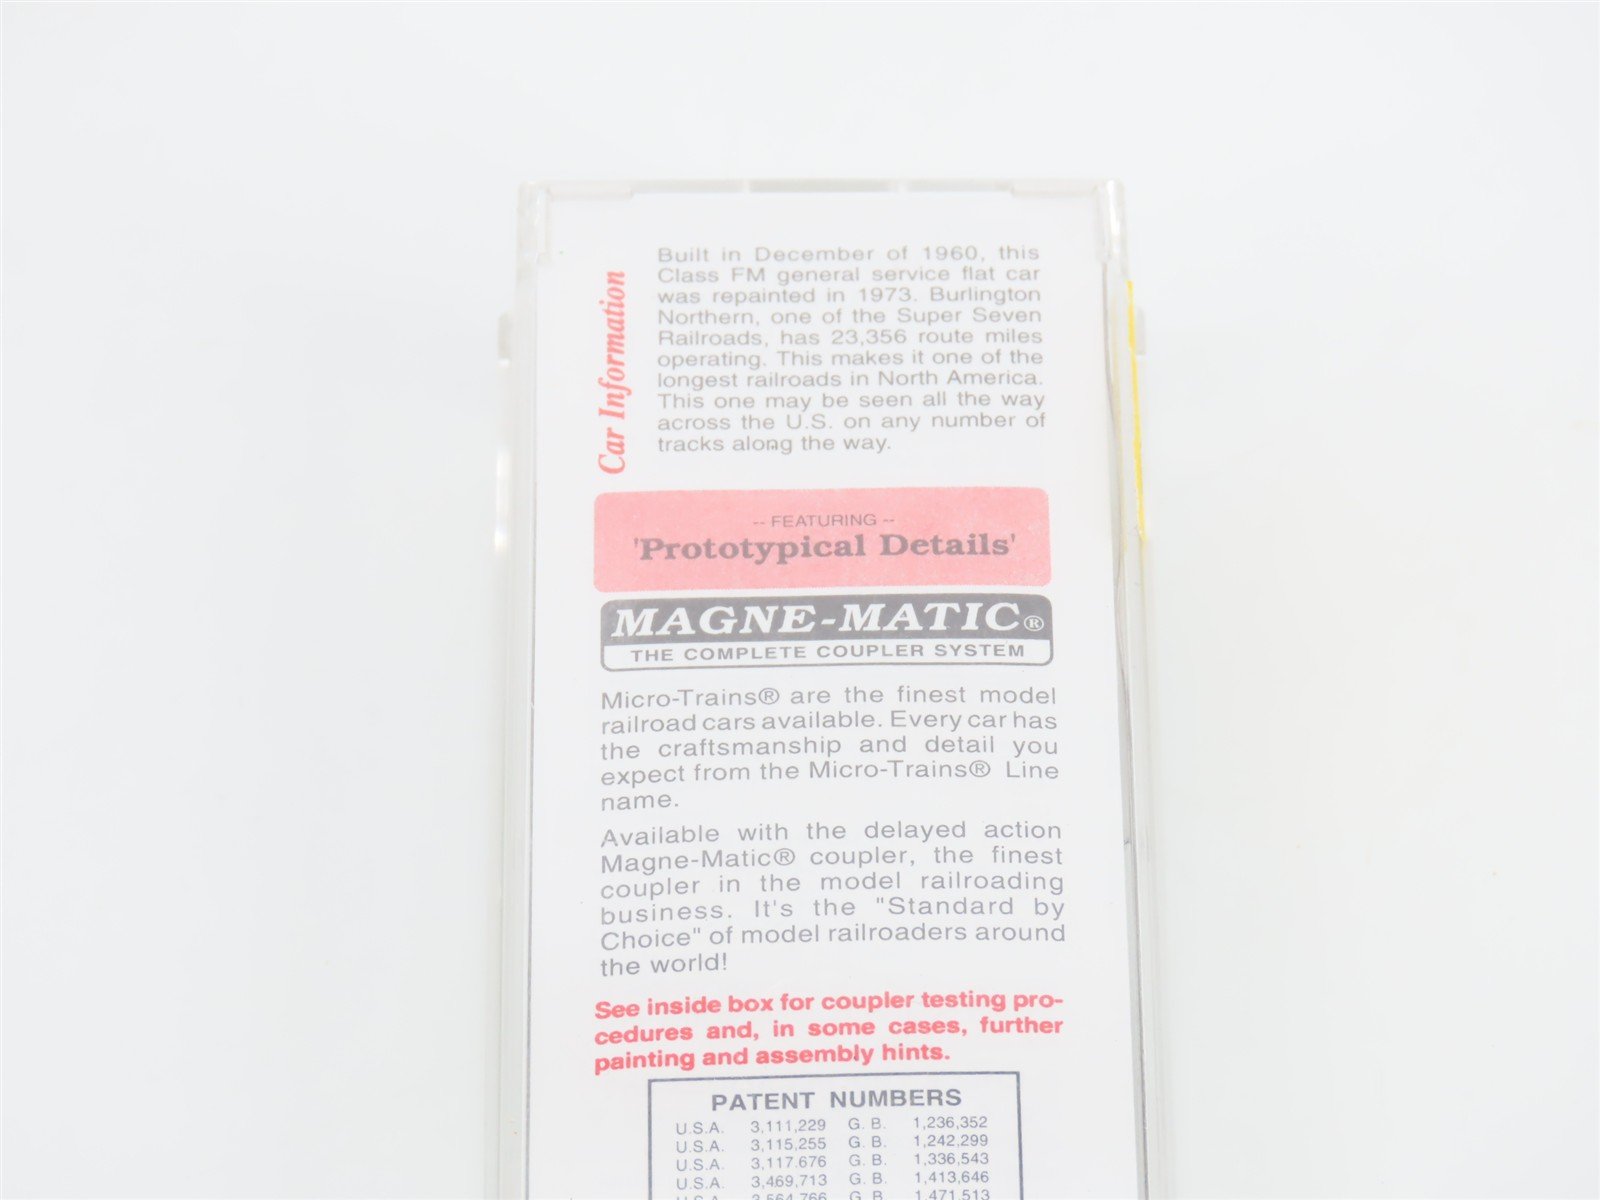 Car Information
Built in December of 1960, this
Class FM general service flat car
was repainted in 1973. Burlington
Northern, one of the Super Seven
Railroads, has 23,356 route miles
operating. This makes it one of the
longest railroads in North America.
This one may be seen all the way
across the U.S. on any number of
tracks along the way.
-- FEATURING --
'Prototypical Details'
MAGNE-MATIC®
THE COMPLETE COUPLER SYSTEM
Micro-Trains® are the finest model
railroad cars available. Every car has
the craftsmanship and detail you
expect from the Micro-Trains® Line
name.
Available with the delayed action
Magne-Matic® coupler, the finest
coupler in the model railroading
business. It's the "Standard by
Choice" of model railroaders around
the world!
See inside box for coupler testing pro-
cedures and, in some cases, further
painting and assembly hints.
PATENT NUMBERS
U.S.A. 3,111,229 G. B. 1,236,352
U.S.A. 3,115,255 G. B. 1,242,299
U.S.A. 3,117.676 G. B. 1,336,543
U.S.A. 3,469,713 G. B. 1,413,646
U.S.A. 3,564,766 G. B. 1,471,513